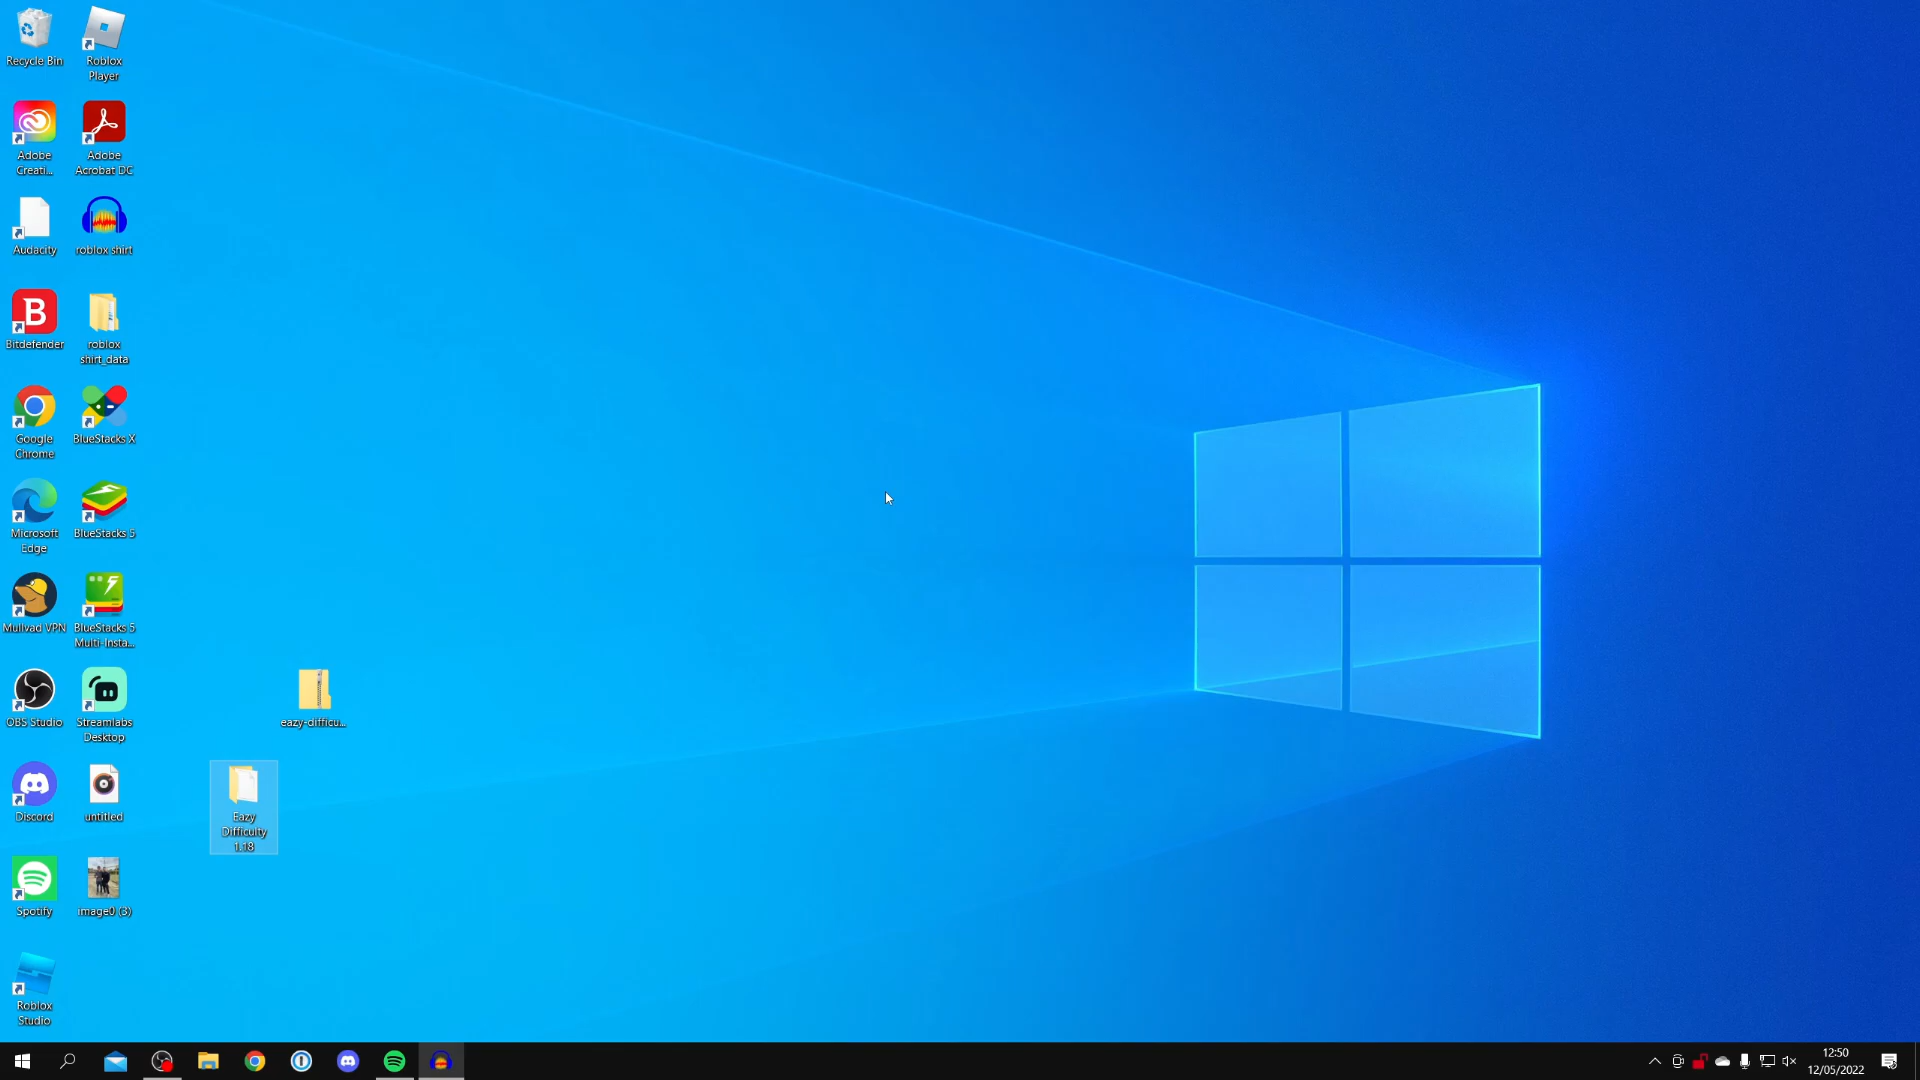 Recycle Bin
Roblox
Player
Adobe
Creati...
Adobe
Acrobat DC
Audacity
roblox shirt
Bitdefender
roblox
shirt_data
Google
Chrome
BlueStacks X
Microsoft
Edge
BlueStacks 5
Mullvad VPN
BlueStacks 5
Multi-Insta...
OBS Studio
Streamlabs
Desktop
eazy-difficu...
Discord
untitled
Eazy
Difficulty
1.18
Spotify
image0 (3)
Roblox
Studio
12:50
12/05/2022